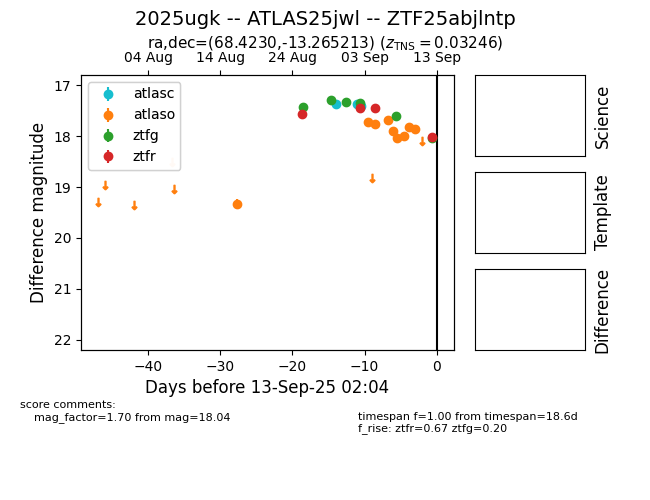 2025ugk -- ATLAS25jwl -- ZTF25abjlntp
ra,dec=(68.4230,-13.265213) (zTNS = 0.03246)
04 Aug 14 Aug 24 Aug 03 Sep 13 Sep
atlasc
atlaso
ztfg
ztfr
17
18
19
20
21
22
Difference magnitude
−40 −30 −20 −10 0
Days before 13-Sep-25 02:04
Science
Template
Difference
score comments:
mag_factor=1.70 from mag=18.04
timespan f=1.00 from timespan=18.6d
f_rise: ztfr=0.67 ztfg=0.20